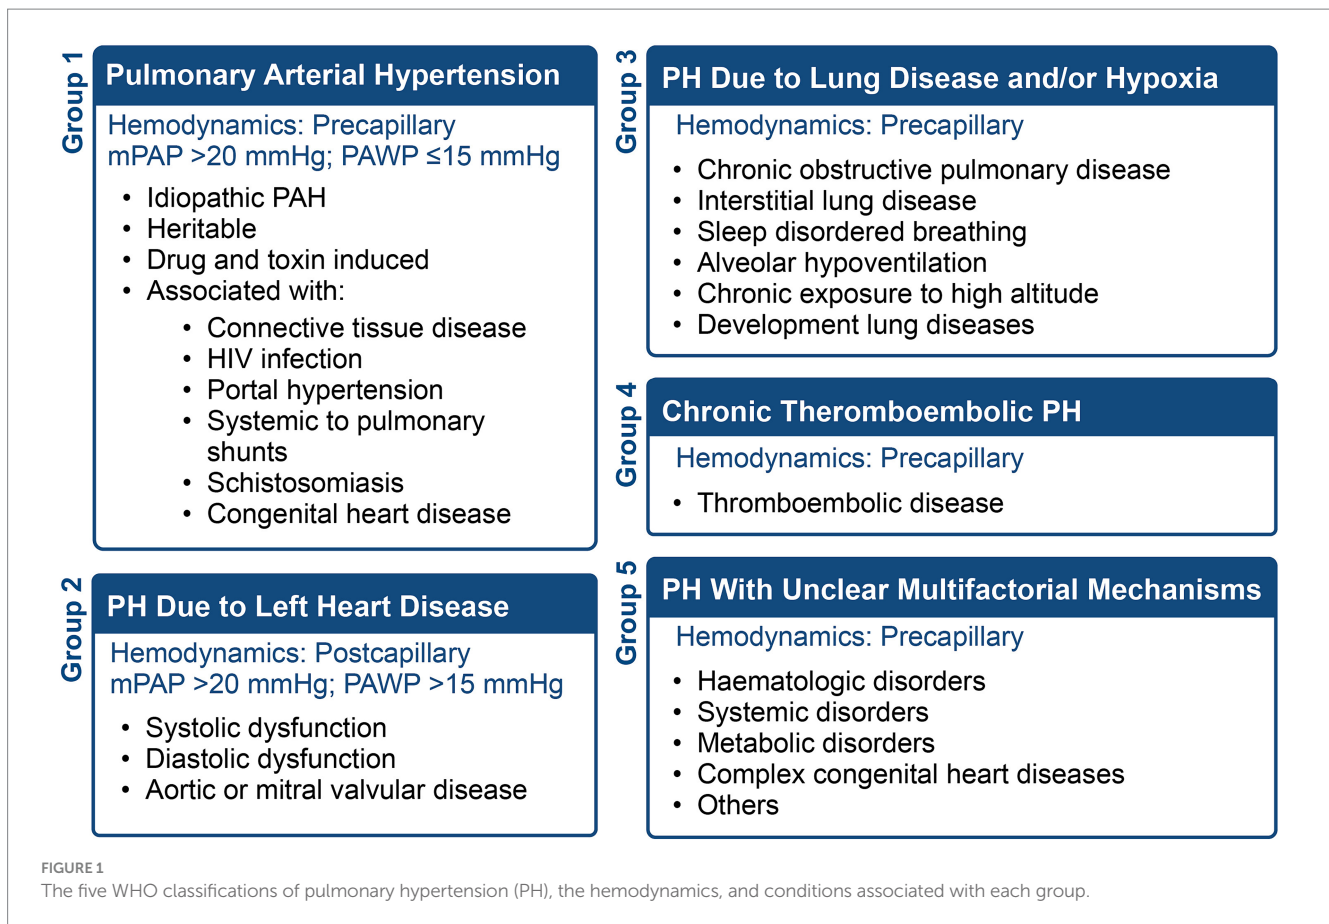 Group 1
Pulmonary Arterial Hypertension
Hemodynamics: Precapillary
mPAP >20 mmHg; PAWP ≤15 mmHg
• Idiopathic PAH
• Heritable
• Drug and toxin induced
• Associated with:
• Connective tissue disease
• HIV infection
• Portal hypertension
• Systemic to pulmonary
shunts
• Schistosomiasis
• Congenital heart disease
Group 2
PH Due to Left Heart Disease
Hemodynamics: Postcapillary
mPAP >20 mmHg; PAWP >15 mmHg
• Systolic dysfunction
• Diastolic dysfunction
• Aortic or mitral valvular disease
Group 3
PH Due to Lung Disease and/or Hypoxia
Hemodynamics: Precapillary
• Chronic obstructive pulmonary disease
• Interstitial lung disease
• Sleep disordered breathing
• Alveolar hypoventilation
• Chronic exposure to high altitude
• Development lung diseases
Group 4
Chronic Theromboembolic PH
Hemodynamics: Precapillary
• Thromboembolic disease
Group 5
PH With Unclear Multifactorial Mechanisms
Hemodynamics: Precapillary
• Haematologic disorders
• Systemic disorders
• Metabolic disorders
• Complex congenital heart diseases
• Others
FIGURE 1
The five WHO classifications of pulmonary hypertension (PH), the hemodynamics, and conditions associated with each group.